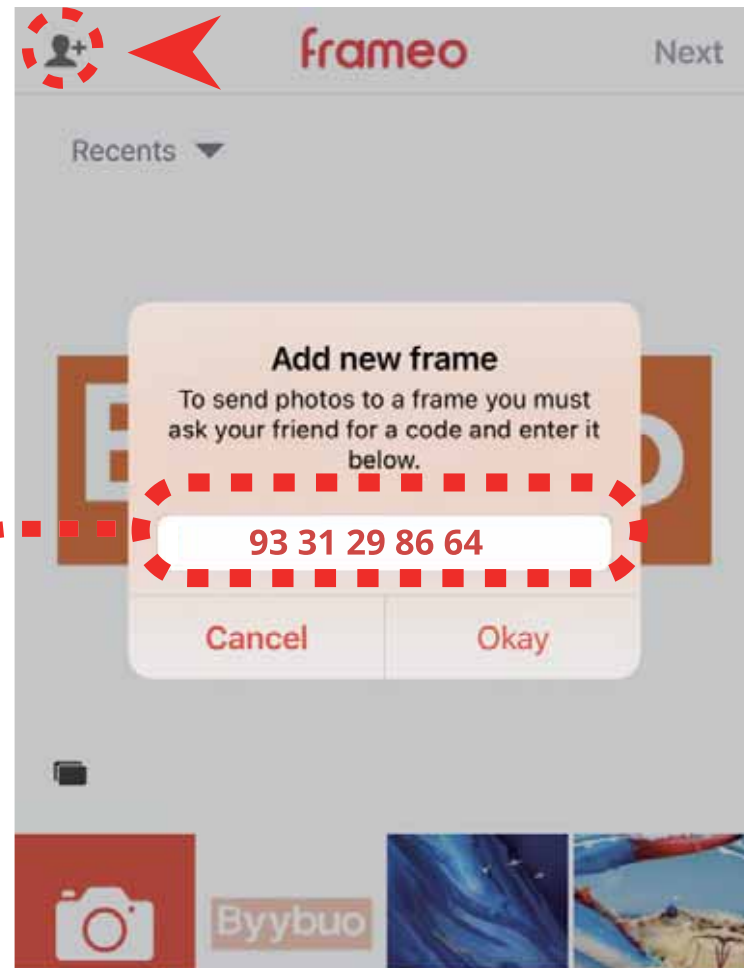 frameo
Next
Recents
Add new frame
To send photos to a frame you must
ask your friend for a code and enter it
below.
93 31 29 86 64
Cancel
Okay
Byybuo